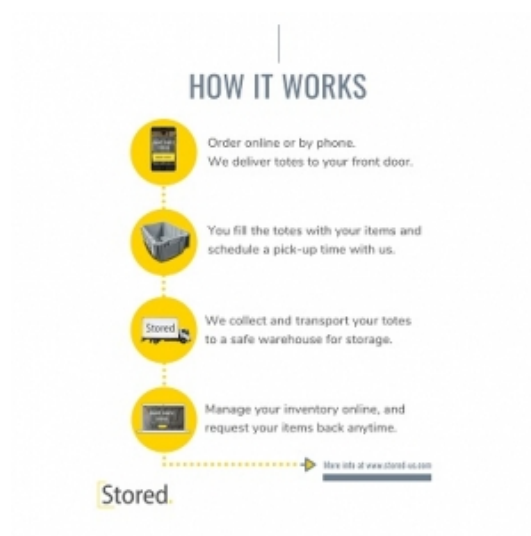 HOW IT WORKS
Order online or by phone.
We deliver totes to your front door.
You fill the totes with your items and
schedule a pick-up time with us.
Stored
We collect and transport your totes
to a safe warehouse for storage.
Manage your inventory online, and
request your items back anytime.
More info at www.stored-us.com
Stored.